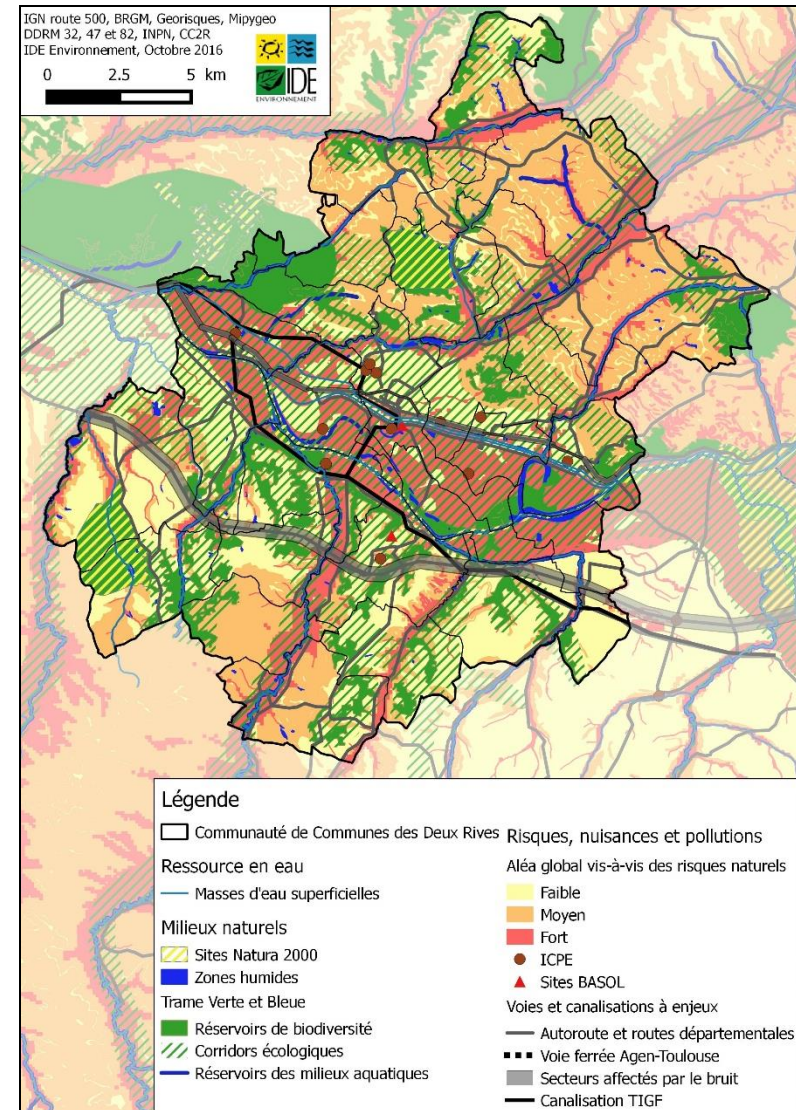 IGN route 500, BRGM, Georisques, Mipygeo
DDRM 32, 47 et 82, INPN, CC2R
IDE Environnement, Octobre 2016
0 2.5 5 km
IDE
ENVIRONNEMENT
Légende
Communauté de Communes des Deux Rives
Ressource en eau
Masses d'eau superficielles
Milieux naturels
Sites Natura 2000
Zones humides
Trame Verte et Bleue
Réservoirs de biodiversité
Corridors écologiques
Réservoirs des milieux aquatiques
Risques, nuisances et pollutions
Aléa global vis-à-vis des risques naturels
Faible
Moyen
Fort
ICPE
Sites BASOL
Voies et canalisations à enjeux
Autoroute et routes départementales
Voie ferrée Agen-Toulouse
Secteurs affectés par le bruit
Canalisation TIGF